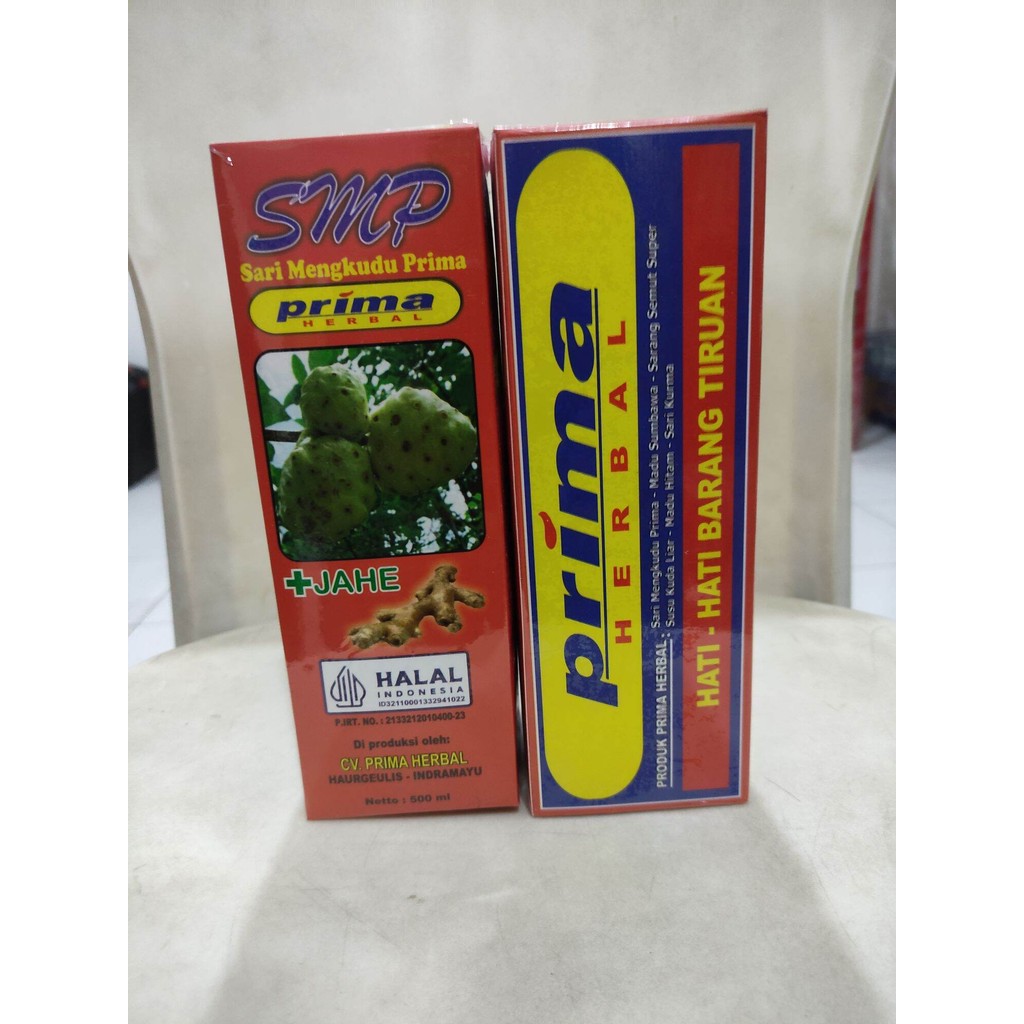 SMP
Sari Mengkudu Prima
prima
HERBAL
+JAHE
HALAL
INDONESIA
ID32110001332941022
P.IRT. NO. : 2133212010400-23
Di produksi oleh:
CV. PRIMA HERBAL
HAURGEULIS - INDRAMAYU
Netto : 500 ml
prima
HERBAL
PRODUK PRIMA HERBAL : Sari Mengkudu Prima - Madu Sumbawa - Sarang Semut Super
Susu Kuda Liar - Madu Hitam - Sari Kurma
HATI - HATI BARANG TIRUAN